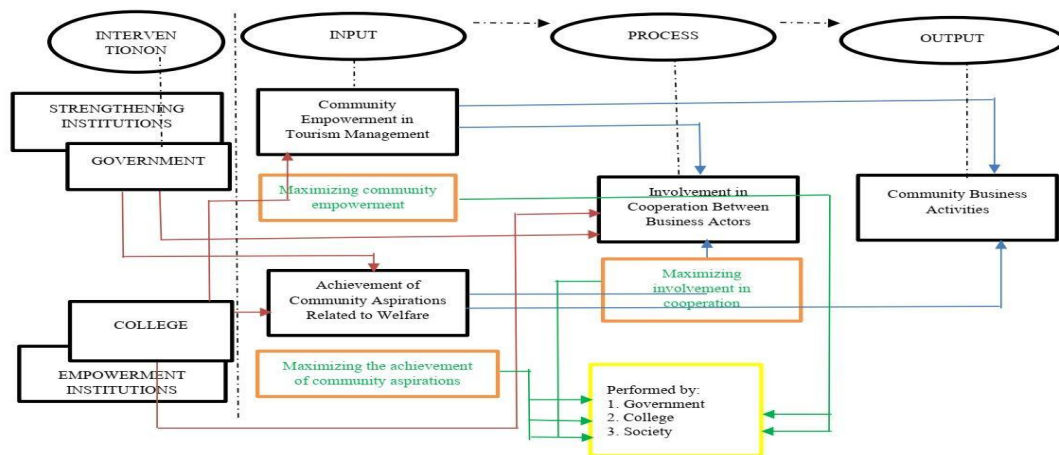 INTERVEN
TIONON
INPUT
PROCESS
OUTPUT
STRENGTHENING
INSTITUTIONS
GOVERNMENT
Community
Empowerment in
Tourism Management
Maximizing community
empowerment
Involvement in
Cooperation Between
Business Actors
Community Business
Activities
Achievement of
Community Aspirations
Related to Welfare
Maximizing
involvement in
cooperation
COLLEGE
EMPOWERMENT
INSTITUTIONS
Maximizing the achievement
of community aspirations
Performed by:
1. Government
2. College
3. Society